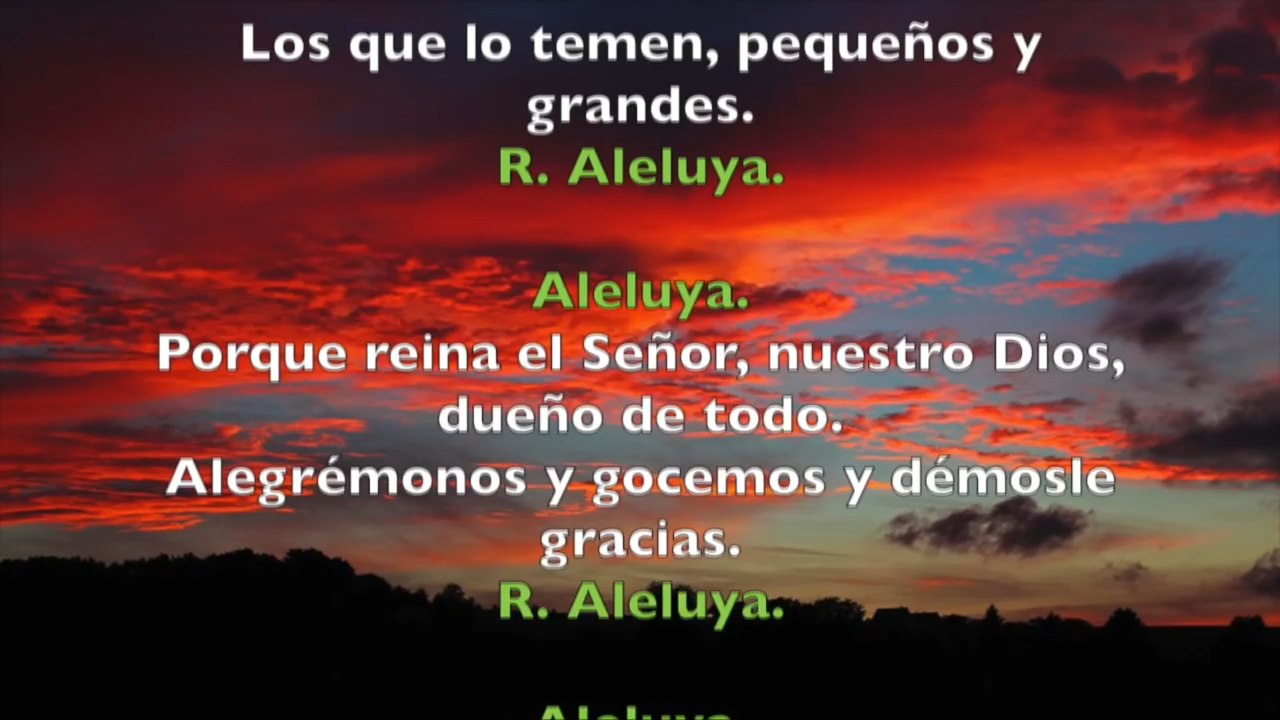 Los que lo temen, pequeños y
grandes.
R. Aleluya.
Aleluya.
Porque reina el Señor, nuestro Dios,
dueño de todo.
Alegrémonos y gocemos y démosle
gracias.
R. Aleluya.
Aleluya.